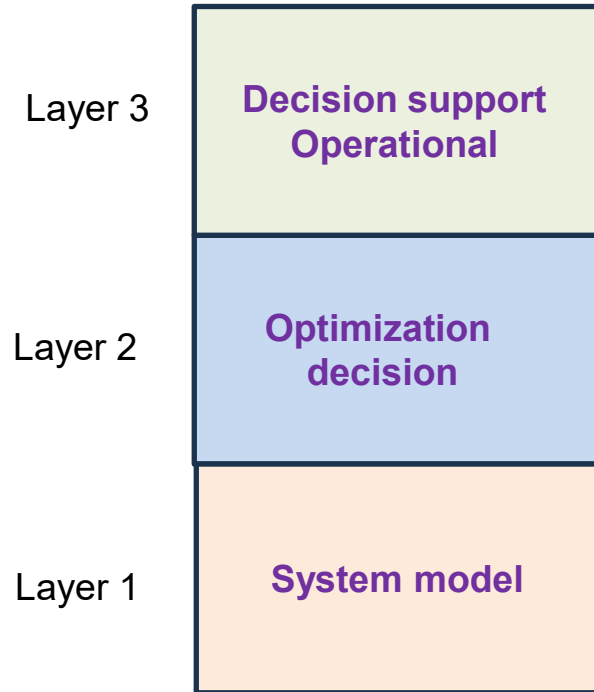 Layer 3
Decision support
Operational
Layer 2
Optimization
decision
Layer 1
System model